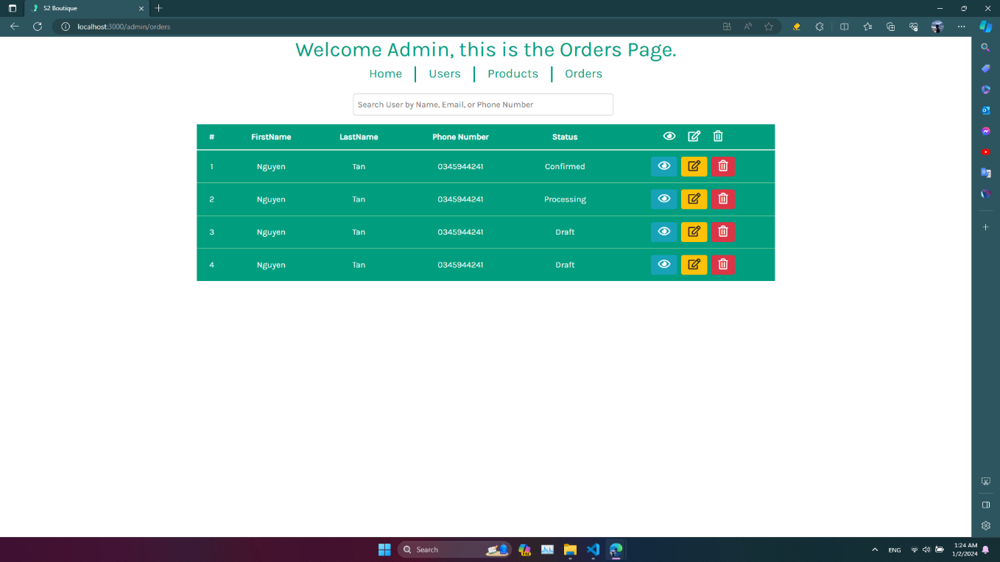 S2 Boutique
localhost:3000/admin/orders
Welcome Admin, this is the Orders Page.
Home Users Products Orders
Search User by Name, Email, or Phone Number
# FirstName LastName Phone Number Status
1 Nguyen Tan 0345944241 Confirmed
2 Nguyen Tan 0345944241 Processing
3 Nguyen Tan 0345944241 Draft
4 Nguyen Tan 0345944241 Draft
Search
PRE
ENG
1:24 AM
1/2/2024